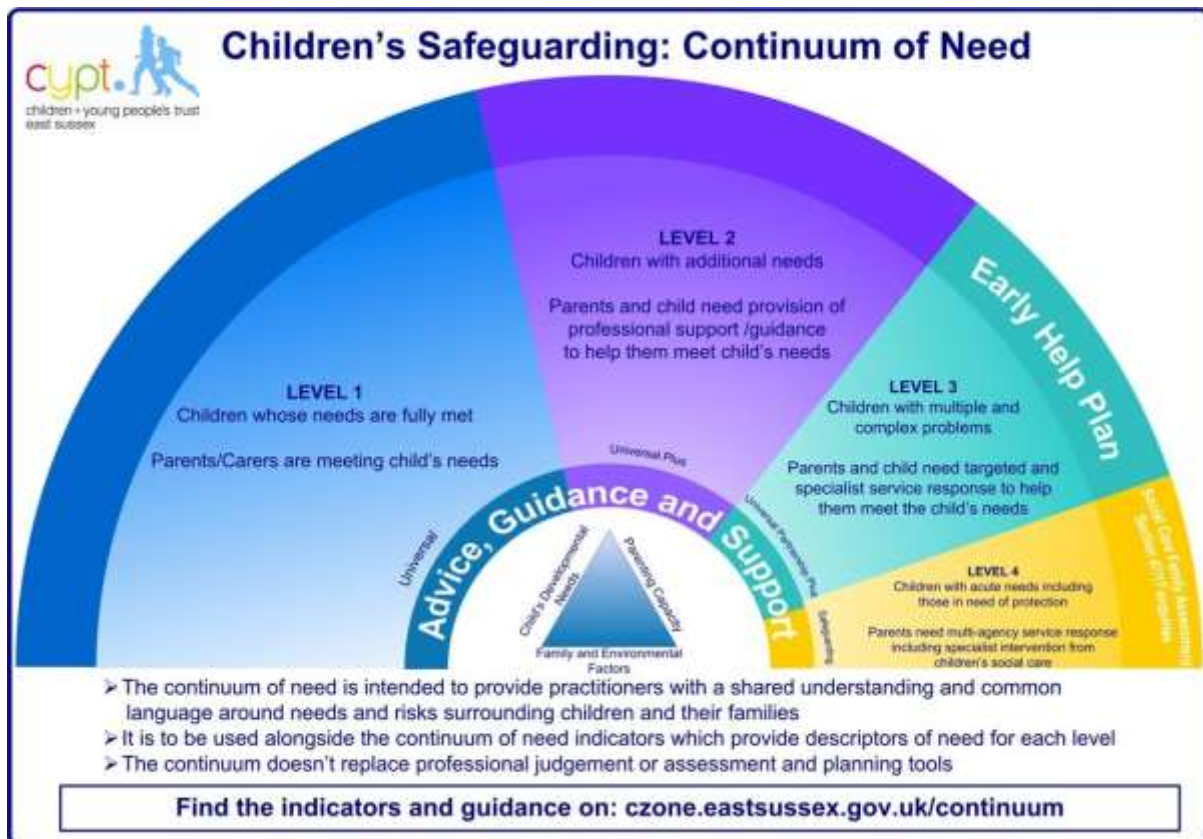 Children's Safeguarding: Continuum of Need
cypt.
children + young people's trust
east sussex
LEVEL 1
Children whose needs are fully met
Parents/Carers are meeting child's needs
LEVEL 2
Children with additional needs
Parents and child need provision of
professional support /guidance
to help them meet child's needs
LEVEL 3
Children with multiple and
complex problems
Parents and child need targeted and
specialist service response to help
them meet the child's needs
Early Help Plan
LEVEL 4
Children with acute needs including
those in need of protection
Parents need multi-agency service response
including specialist intervention from
children's social care
Social Care Family Assessment
Universal
Universal Plus
Universal Partnership Plus
Safeguarding
Advice, Guidance and Support
Child's Developmental
Needs
Parenting Capacity
Family and Environmental
Factors
➢ The continuum of need is intended to provide practitioners with a shared understanding and common
language around needs and risks surrounding children and their families
➢ It is to be used alongside the continuum of need indicators which provide descriptors of need for each level
➢ The continuum doesn't replace professional judgement or assessment and planning tools
Find the indicators and guidance on: czone.eastsussex.gov.uk/continuum